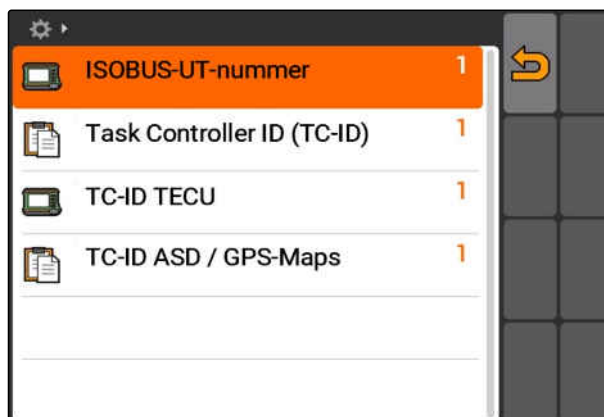 ISOBUS-UT-nummer 1
Task Controller ID (TC-ID) 1
TC-ID TECU 1
TC-ID ASD / GPS-Maps 1